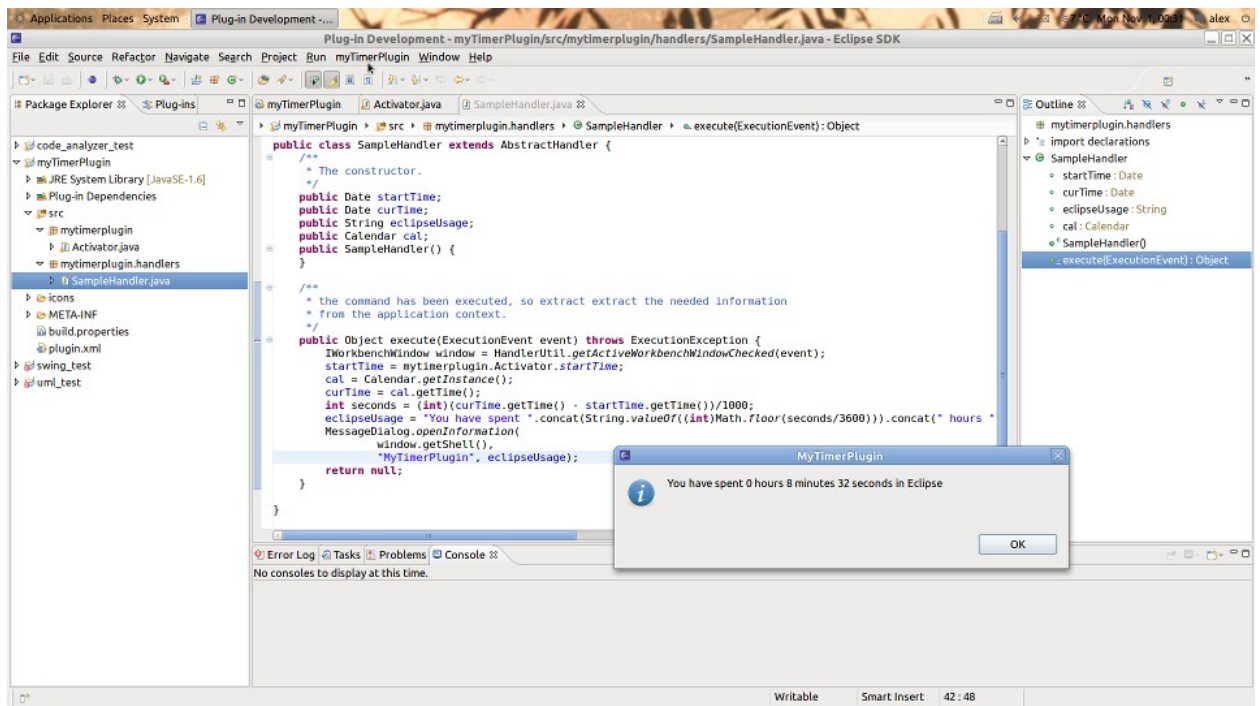 Applications Places System Plug-in Development -... Mon Nov 1, 00:31 alex
Plug-in Development - myTimerPlugin/src/mytimerplugin/handlers/SampleHandler.java - Eclipse SDK
File Edit Source Refactor Navigate Search Project Run myTimerPlugin Window Help
Package Explorer Plug-ins
code_analyzer_test
myTimerPlugin
JRE System Library [JavaSE-1.6]
Plug-in Dependencies
src
mytimerplugin
Activator.java
mytimerplugin.handlers
SampleHandler.java
icons
META-INF
build.properties
plugin.xml
swing_test
uml_test
myTimerPlugin Activator.java SampleHandler.java
myTimerPlugin src mytimerplugin.handlers SampleHandler execute(ExecutionEvent) : Object
public class SampleHandler extends AbstractHandler {
/**
* The constructor.
*/
public Date startTime;
public Date curTime;
public String eclipseUsage;
public Calendar cal;
public SampleHandler() {
}
/**
* the command has been executed, so extract extract the needed information
* from the application context.
*/
public Object execute(ExecutionEvent event) throws ExecutionException {
IWorkbenchWindow window = HandlerUtil.getActiveWorkbenchWindowChecked(event);
startTime = mytimerplugin.Activator.startTime;
cal = Calendar.getInstance();
curTime = cal.getTime();
int seconds = (int)(curTime.getTime() - startTime.getTime())/1000;
eclipseUsage = "You have spent ".concat(String.valueOf((int)Math.floor(seconds/3600))).concat(" hours "
MessageDialog.openInformation(
window.getShell(),
"MyTimerPlugin", eclipseUsage);
return null;
}
}
MyTimerPlugin
You have spent 0 hours 8 minutes 32 seconds in Eclipse
OK
Outline
mytimerplugin.handlers
import declarations
SampleHandler
startTime : Date
curTime : Date
eclipseUsage : String
cal : Calendar
SampleHandler()
execute(ExecutionEvent) : Object
Error Log Tasks Problems Console
No consoles to display at this time.
Writable Smart Insert 42 : 48